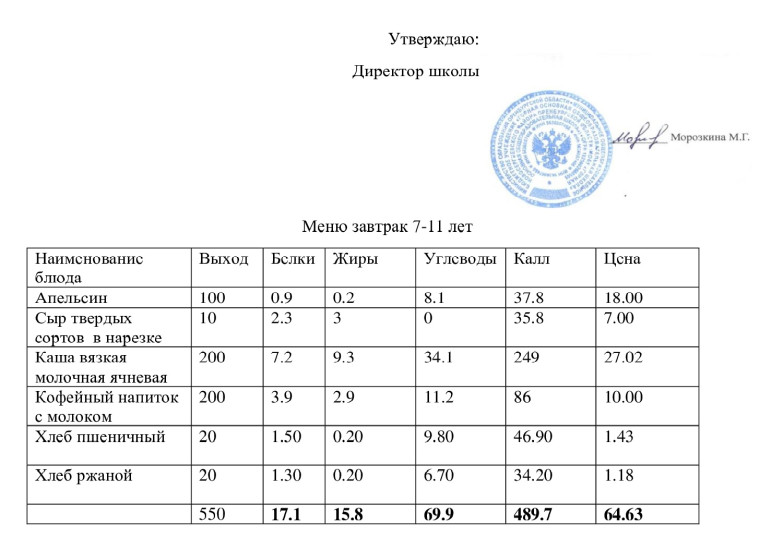 Утверждаю:
Директор школы
Морозкина М.Г.
Меню завтрак 7-11 лет
Наименование Выход Белки Жиры Углеводы Калл Цена
блюда
Апельсин 100 0.9 0.2 8.1 37.8 18.00
Сыр твердых 10 2.3 3 0 35.8 7.00
сортов в нарезке
Каша вязкая 200 7.2 9.3 34.1 249 27.02
молочная ячневая
Кофейный напиток 200 3.9 2.9 11.2 86 10.00
с молоком
Хлеб пшеничный 20 1.50 0.20 9.80 46.90 1.43
Хлеб ржаной 20 1.30 0.20 6.70 34.20 1.18
550 17.1 15.8 69.9 489.7 64.63